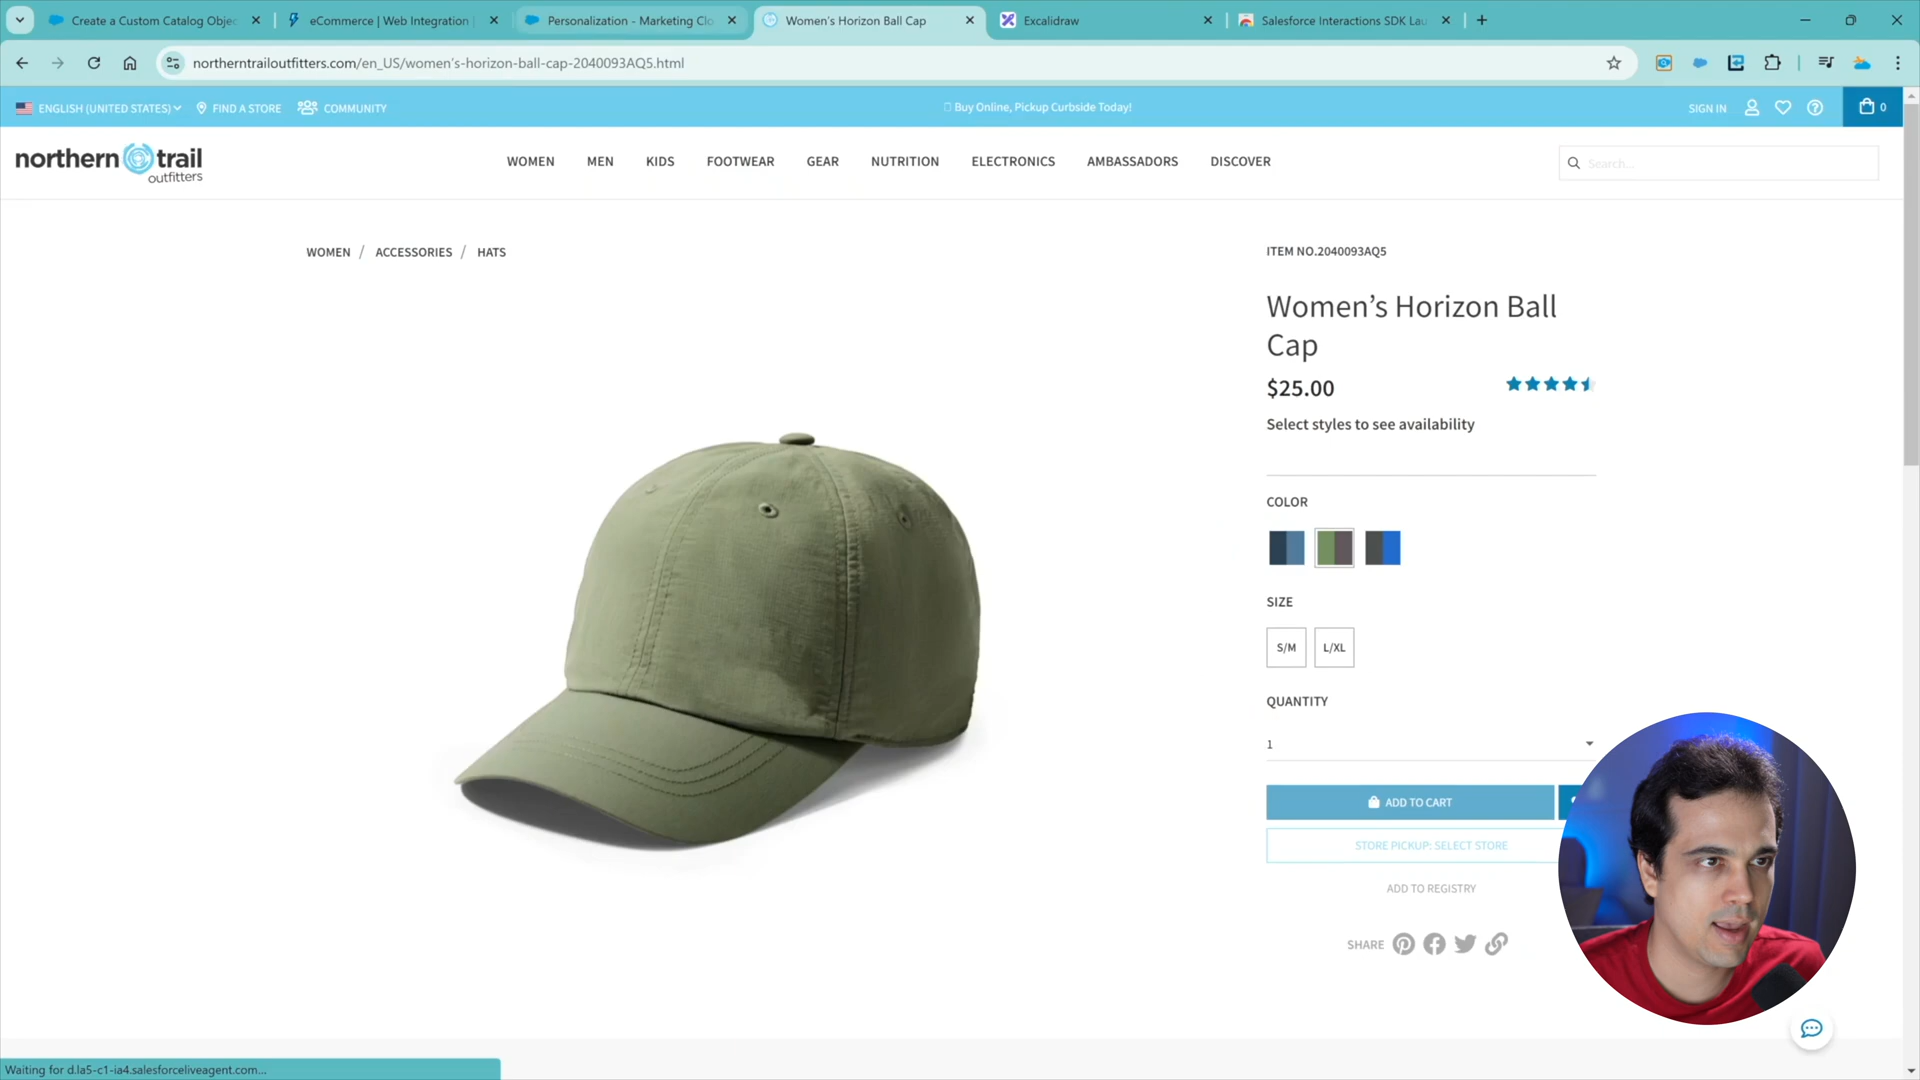 Create a Custom Catalog Objec
eCommerce | Web Integration
Personalization - Marketing Clo
Women's Horizon Ball Cap
Excalidraw
Salesforce Interactions SDK Lau
northerntrailoutfitters.com/en_US/women's-horizon-ball-cap-2040093AQ5.html
ENGLISH (UNITED STATES)
FIND A STORE
COMMUNITY
Buy Online, Pickup Curbside Today!
SIGN IN
0
northern trail
outfitters
WOMEN
MEN
KIDS
FOOTWEAR
GEAR
NUTRITION
ELECTRONICS
AMBASSADORS
DISCOVER
Search...
WOMEN / ACCESSORIES / HATS
ITEM NO.2040093AQ5
Women’s Horizon Ball
Cap
$25.00
Select styles to see availability
COLOR
SIZE
S/M
L/XL
QUANTITY
1
ADD TO CART
STORE PICKUP: SELECT STORE
ADD TO REGISTRY
SHARE
Waiting for d.la5-c1-ia4.salesforceliveagent.com...